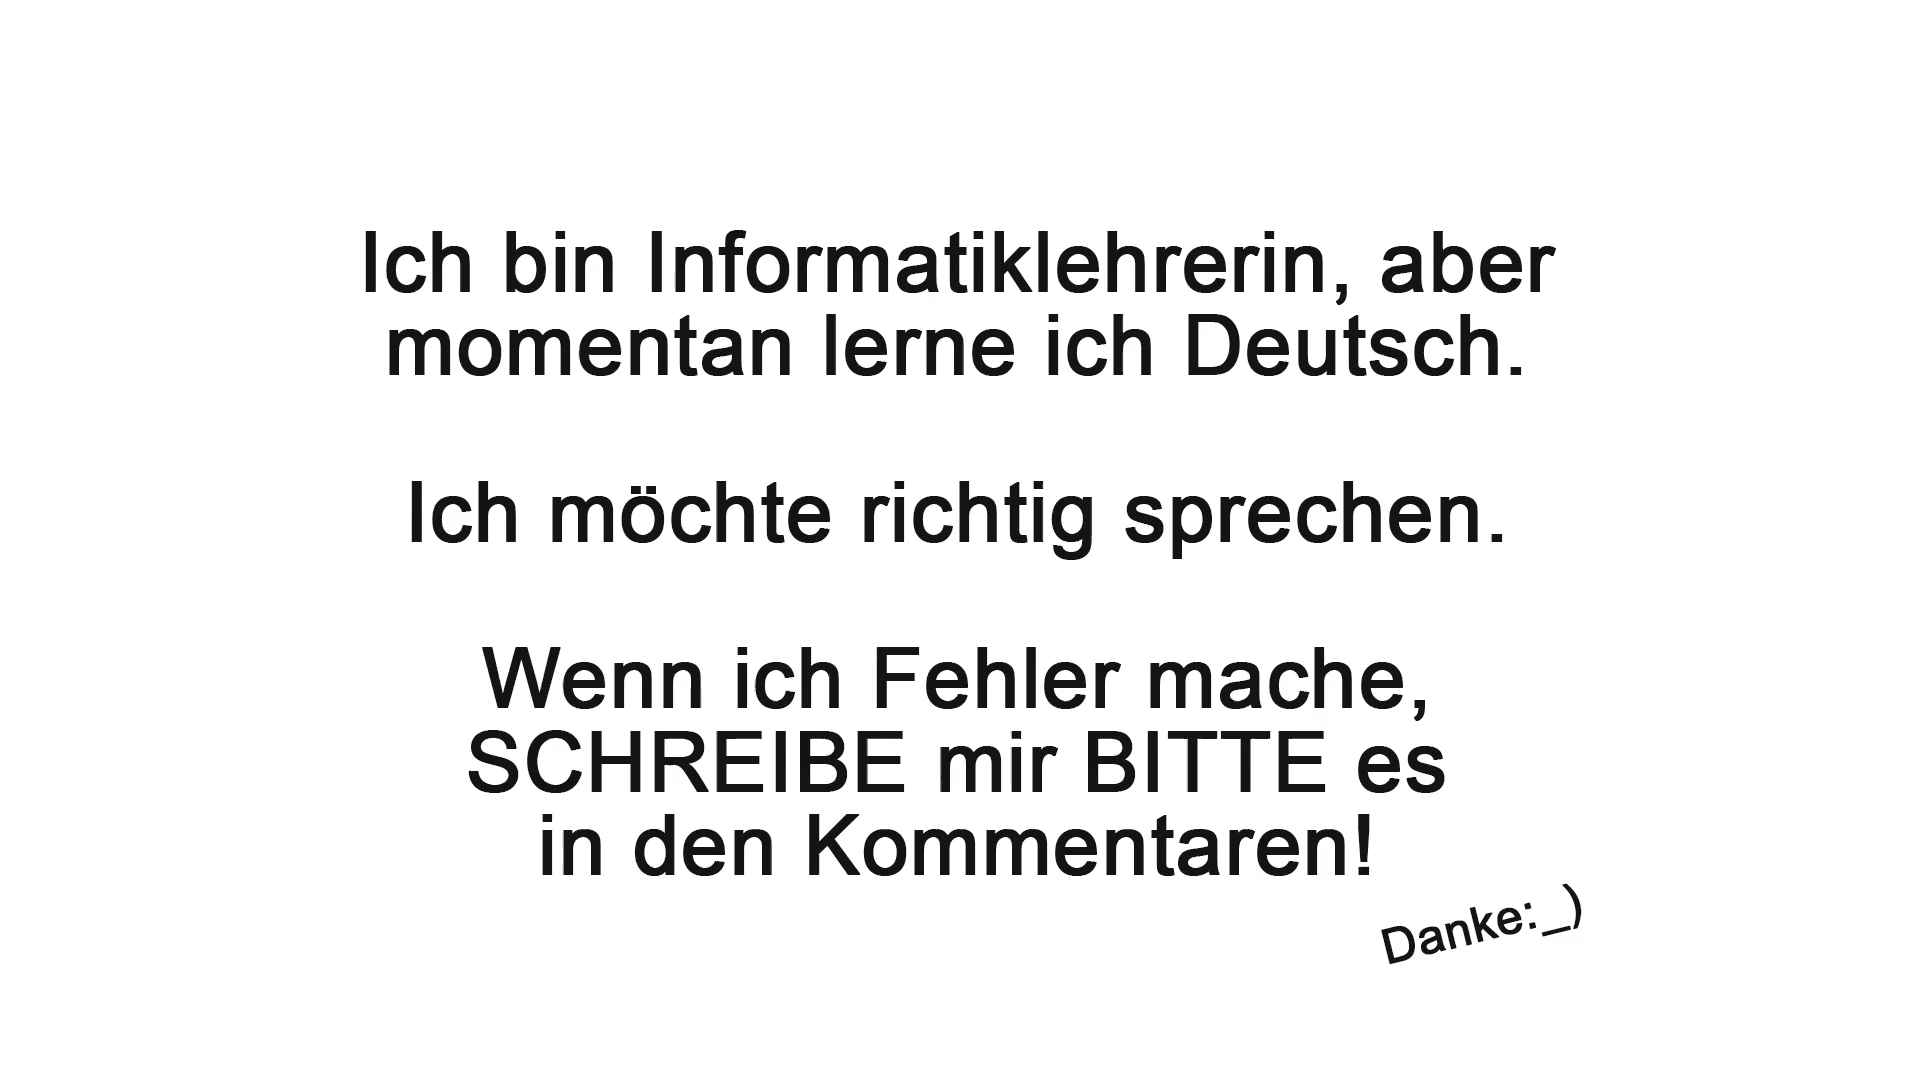 Ich bin Informatiklehrerin, aber
momentan lerne ich Deutsch.
Ich möchte richtig sprechen.
Wenn ich Fehler mache,
SCHREIBE mir BITTE es
in den Kommentaren!
Danke:_)